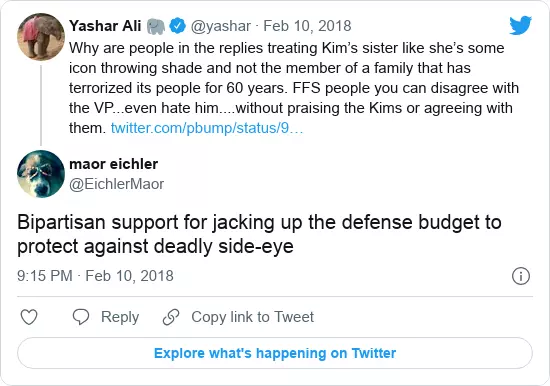 Yashar Ali 🐘 @yashar · Feb 10, 2018
Why are people in the replies treating Kim's sister like she's some
icon throwing shade and not the member of a family that has
terrorized its people for 60 years. FFS people you can disagree with
the VP...even hate him....without praising the Kims or agreeing with
them. twitter.com/pbump/status/9…
maor eichler
@EichlerMaor
Bipartisan support for jacking up the defense budget to
protect against deadly side-eye
9:15 PM · Feb 10, 2018
Reply Copy link to Tweet
Explore what's happening on Twitter